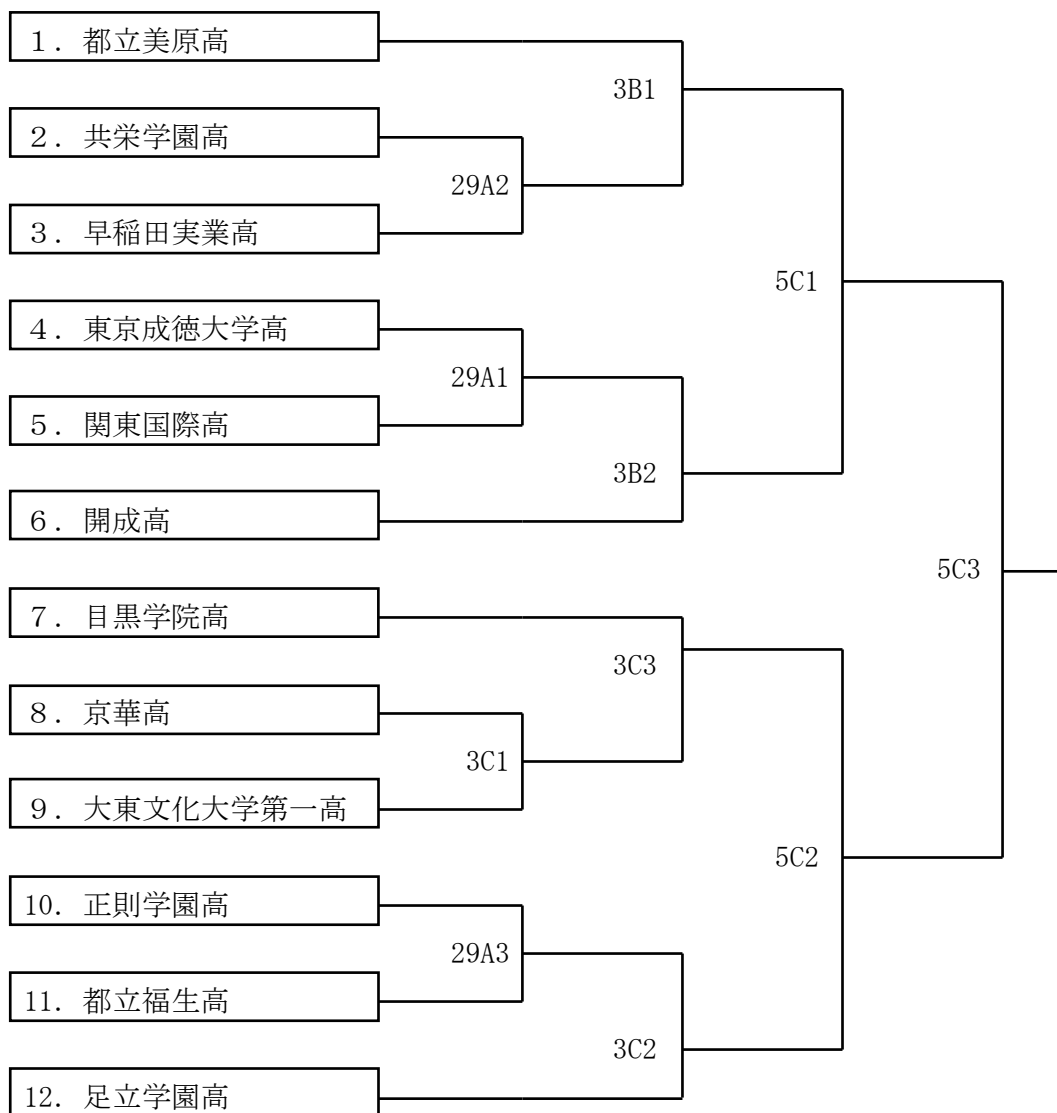 １．都立美原高
3B1
２．共栄学園高
29A2
３．早稲田実業高
5C1
４．東京成徳大学高
29A1
５．関東国際高
3B2
６．開成高
5C3
７．目黒学院高
3C3
８．京華高
3C1
９．大東文化大学第一高
5C2
10．正則学園高
29A3
11．都立福生高
3C2
12．足立学園高